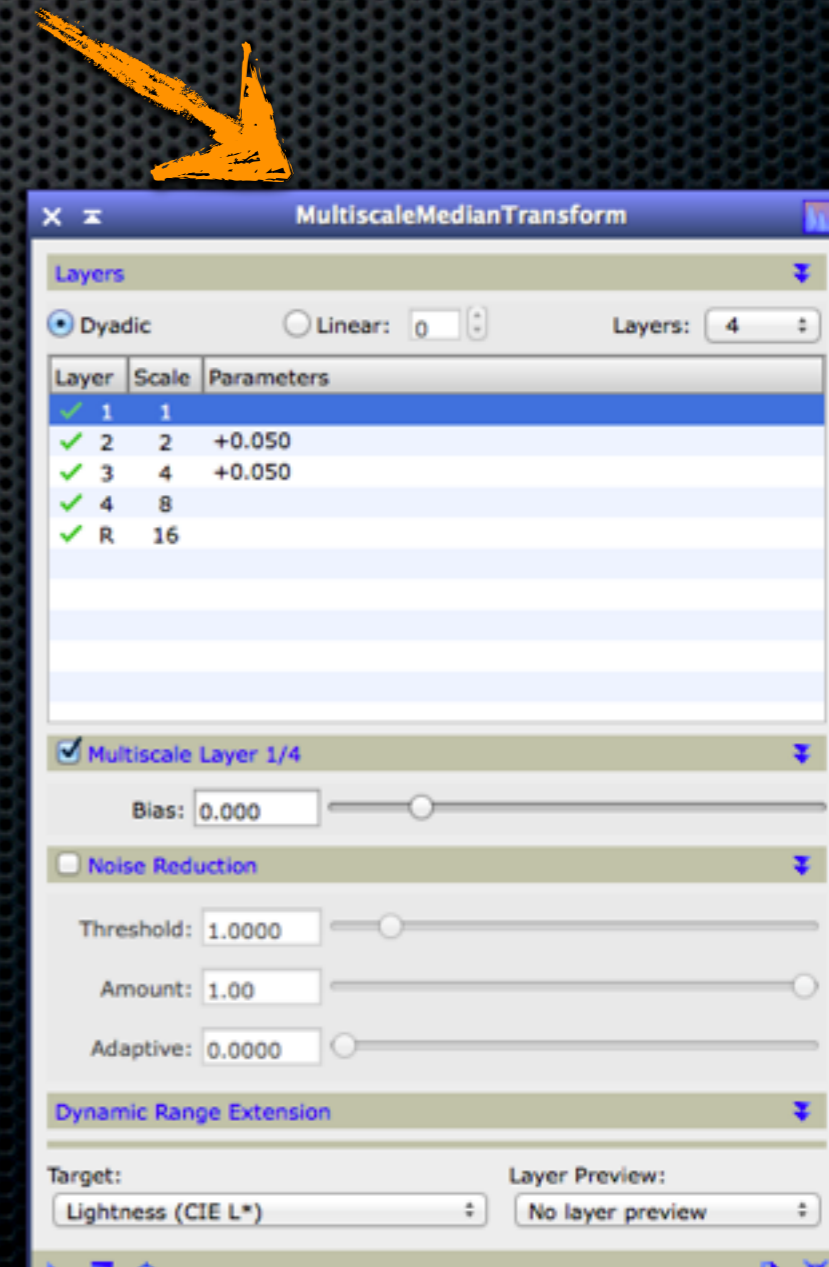 MultiscaleMedianTransform
Layers
Dyadic Linear: 0 Layers: 4
Layer Scale Parameters
1 1
2 2 +0.050
3 4 +0.050
4 8
R 16
Multiscale Layer 1/4
Bias: 0.000
Noise Reduction
Threshold: 1.0000
Amount: 1.00
Adaptive: 0.0000
Dynamic Range Extension
Target: Layer Preview:
Lightness (CIE L*) No layer preview